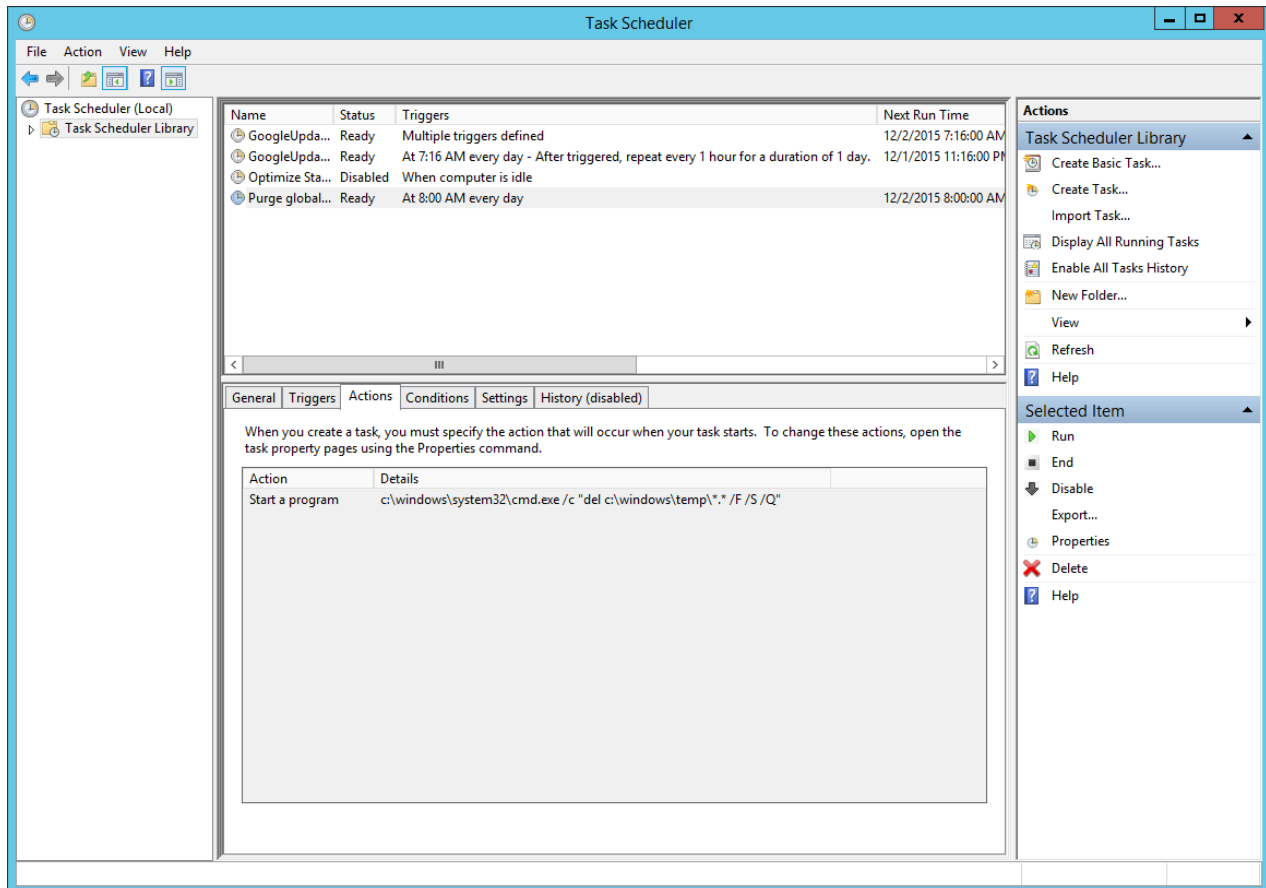 Task Scheduler
File Action View Help
Task Scheduler (Local)
Task Scheduler Library
Name Status Triggers Next Run Time
GoogleUpda... Ready Multiple triggers defined 12/2/2015 7:16:00 AM
GoogleUpda... Ready At 7:16 AM every day - After triggered, repeat every 1 hour for a duration of 1 day. 12/1/2015 11:16:00 PM
Optimize Sta... Disabled When computer is idle
Purge global... Ready At 8:00 AM every day 12/2/2015 8:00:00 AM
General Triggers Actions Conditions Settings History (disabled)
When you create a task, you must specify the action that will occur when your task starts. To change these actions, open the
task property pages using the Properties command.
Action Details
Start a program c:\windows\system32\cmd.exe /c "del c:\windows\temp\*.* /F /S /Q"
Actions
Task Scheduler Library
Create Basic Task...
Create Task...
Import Task...
Display All Running Tasks
Enable All Tasks History
New Folder...
View
Refresh
Help
Selected Item
Run
End
Disable
Export...
Properties
Delete
Help